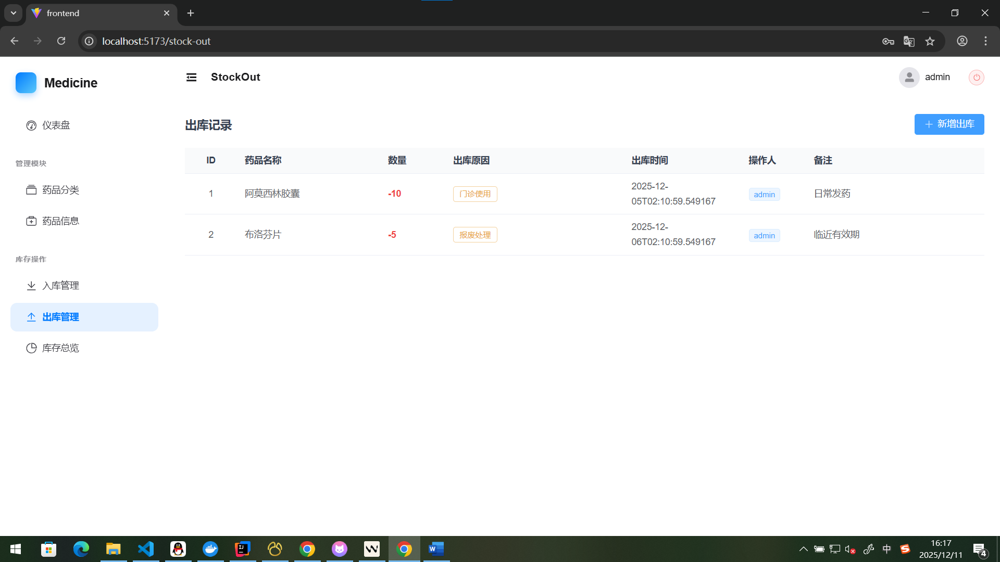 frontend
localhost:5173/stock-out
Medicine
StockOut
admin
仪表盘
管理模块
药品分类
药品信息
库存操作
入库管理
出库管理
库存总览
出库记录
新增出库
ID 药品名称 数量 出库原因 出库时间 操作人 备注
1 阿莫西林胶囊 -10 门诊使用 2025-12-
05T02:10:59.549167 admin 日常发药
2 布洛芬片 -5 报废处理 2025-12-
06T02:10:59.549167 admin 临近有效期
中
16:17
2025/12/11
4